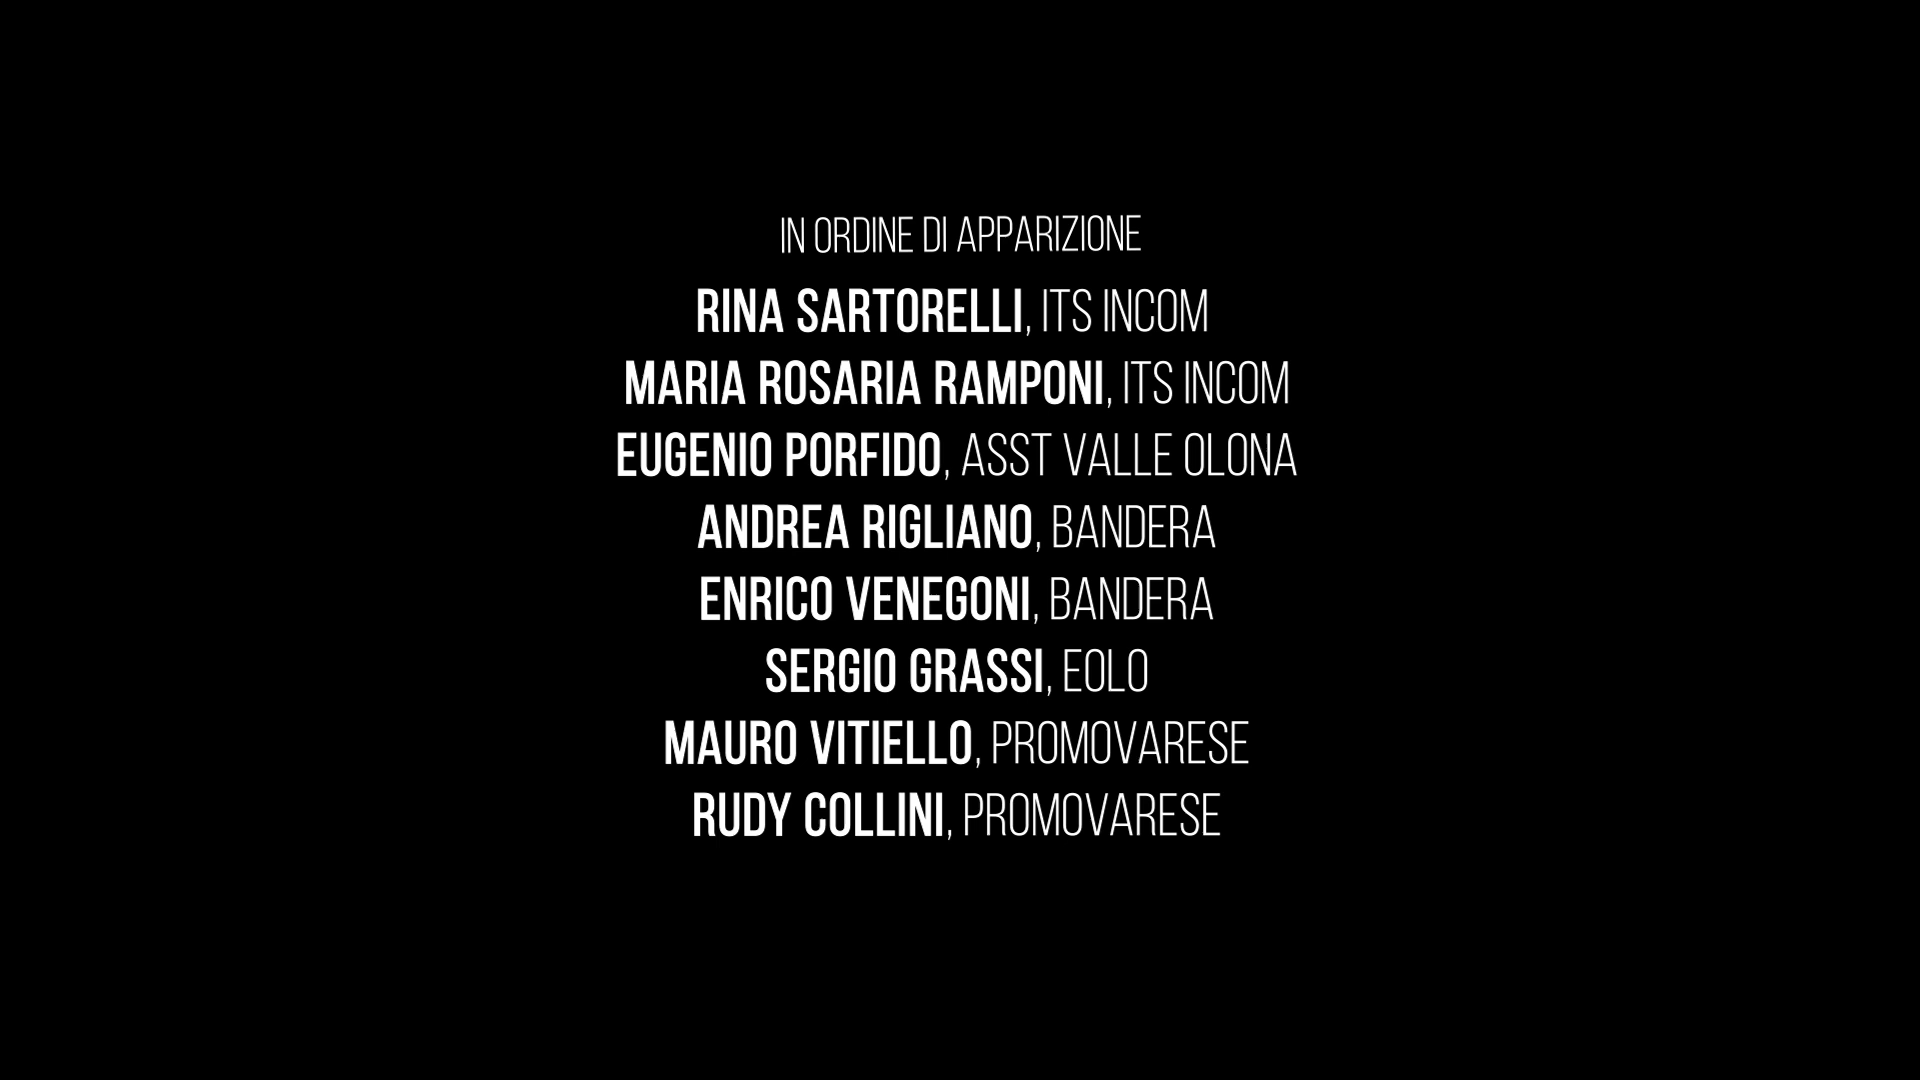 IN ORDINE DI APPARIZIONE
RINA SARTORELLI, ITS INCOM
MARIA ROSARIA RAMPONI, ITS INCOM
EUGENIO PORFIDO, ASST VALLE OLONA
ANDREA RIGLIANO, BANDERA
ENRICO VENEGONI, BANDERA
SERGIO GRASSI, EOLO
MAURO VITIELLO, PROMOVARESE
RUDY COLLINI, PROMOVARESE